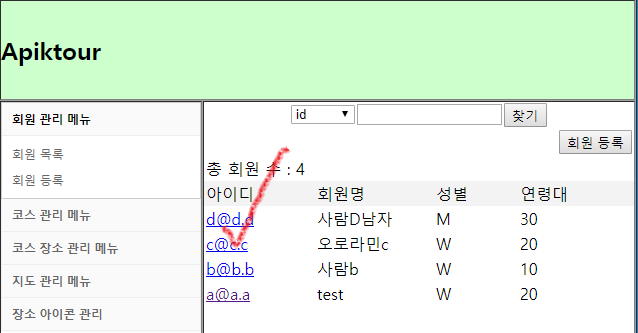 Apiktour
회원 관리 메뉴
회원 목록
회원 등록
코스 관리 메뉴
코스 장소 관리 메뉴
지도 관리 메뉴
장소 아이콘 관리
id 찾기
회원 등록
총 회원 수 : 4
아이디 회원명 성별 연령대
d@d.d 사람D남자 M 30
c@c.c 오로라민c W 20
b@b.b 사람b W 10
a@a.a test W 20